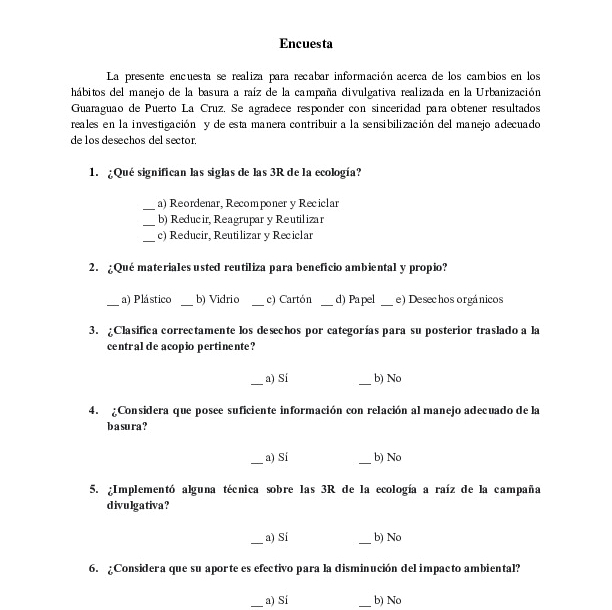 Encuesta
La presente encuesta se realiza para recabar información acerca de los cambios en los
hábitos del manejo de la basura a raíz de la campaña divulgativa realizada en la Urbanización
Guaraguao de Puerto La Cruz. Se agradece responder con sinceridad para obtener resultados
reales en la investigación y de esta manera contribuir a la sensibilización del manejo adecuado
de los desechos del sector.
1. ¿Qué significan las siglas de las 3R de la ecología?
__ a) Reordenar, Recomponer y Reciclar
__ b) Reducir, Reagrupar y Reutilizar
__ c) Reducir, Reutilizar y Reciclar
2. ¿Qué materiales usted reutiliza para beneficio ambiental y propio?
__ a) Plástico __ b) Vidrio __ c) Cartón __ d) Papel __ e) Desechos orgánicos
3. ¿Clasifica correctamente los desechos por categorías para su posterior traslado a la
central de acopio pertinente?
__ a) Sí __ b) No
4. ¿Considera que posee suficiente información con relación al manejo adecuado de la
basura?
__ a) Sí __ b) No
5. ¿Implementó alguna técnica sobre las 3R de la ecología a raíz de la campaña
divulgativa?
__ a) Sí __ b) No
6. ¿Considera que su aporte es efectivo para la disminución del impacto ambiental?
__ a) Sí __ b) No